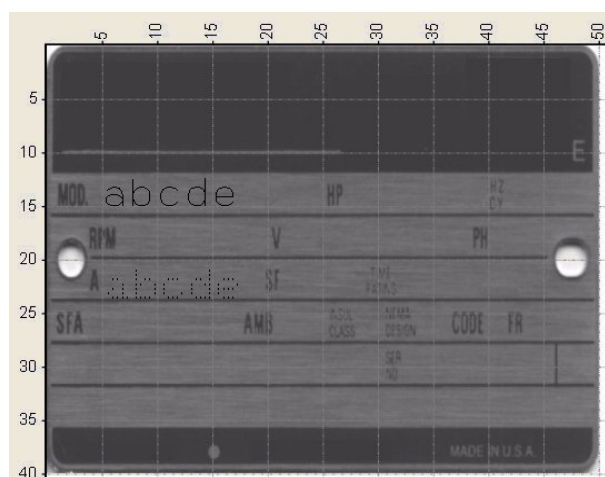 5 10 15 20 25 30 35 40 45 50
5
10
E
MOD. abcde HP HZ CY
15
RPM V PH
20
A abcde SF TIME RATING
25
SFA AMB INSUL CLASS NEMA DESIGN CODE FR
30
SER NO
35
MADE IN U.S.A.
40